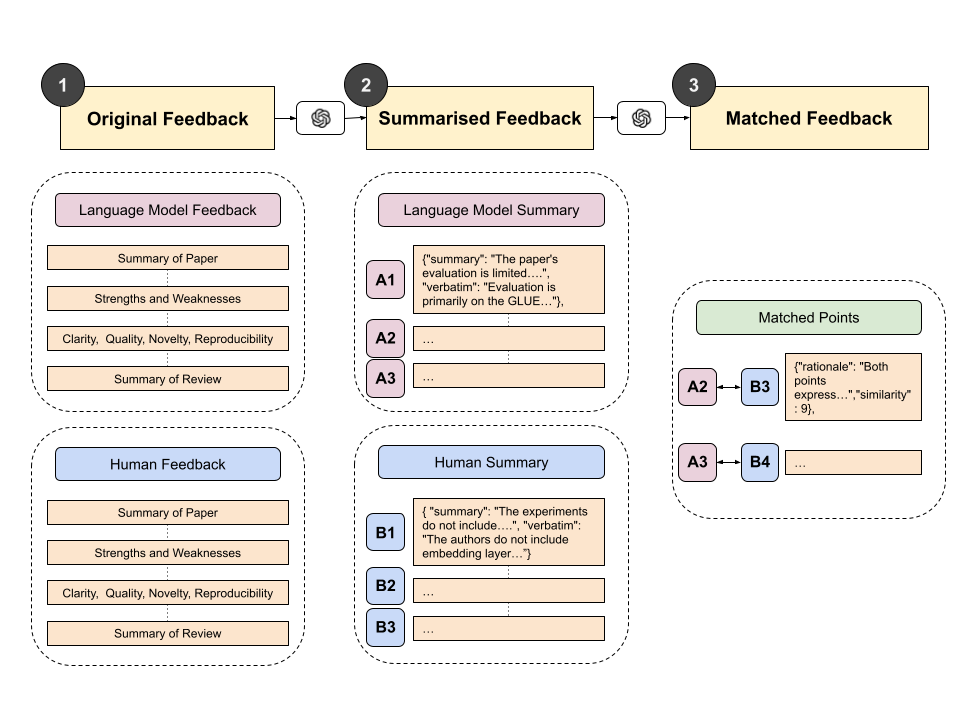 1
Original Feedback
2
Summarised Feedback
3
Matched Feedback
Language Model Feedback
Summary of Paper
Strengths and Weaknesses
Clarity, Quality, Novelty, Reproducibility
Summary of Review
Human Feedback
Summary of Paper
Strengths and Weaknesses
Clarity, Quality, Novelty, Reproducibility
Summary of Review
Language Model Summary
A1
{"summary": "The paper's
evaluation is limited….",
"verbatim": "Evaluation is
primarily on the GLUE…"},
A2
…
A3
…
Human Summary
B1
{ "summary": "The experiments
do not include….", "verbatim":
"The authors do not include
embedding layer…”}
B2
…
B3
…
Matched Points
A2
B3
{"rationale": "Both
points
express…","similarity"
: 9},
A3
B4
…